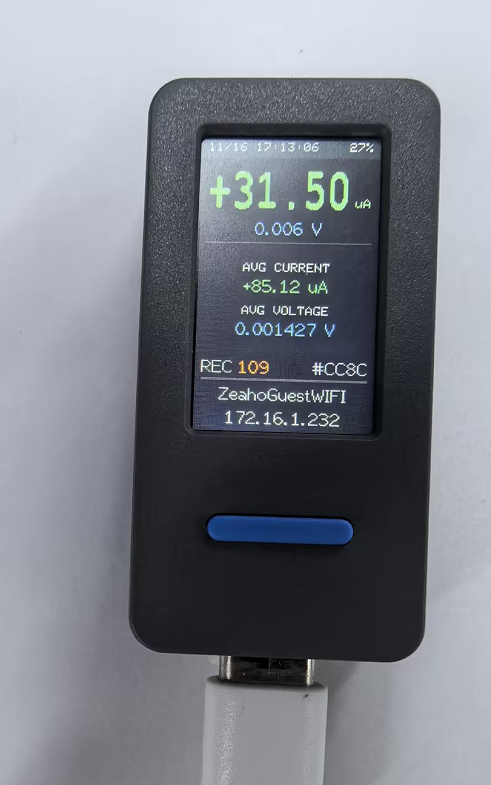 11/16 17:13:06 27%
+31.50 uA
0.006 V
AVG CURRENT
+85.12 uA
AVG VOLTAGE
0.001427 V
REC 109 #CC8C
ZeahoGuestWIFI
172.16.1.232